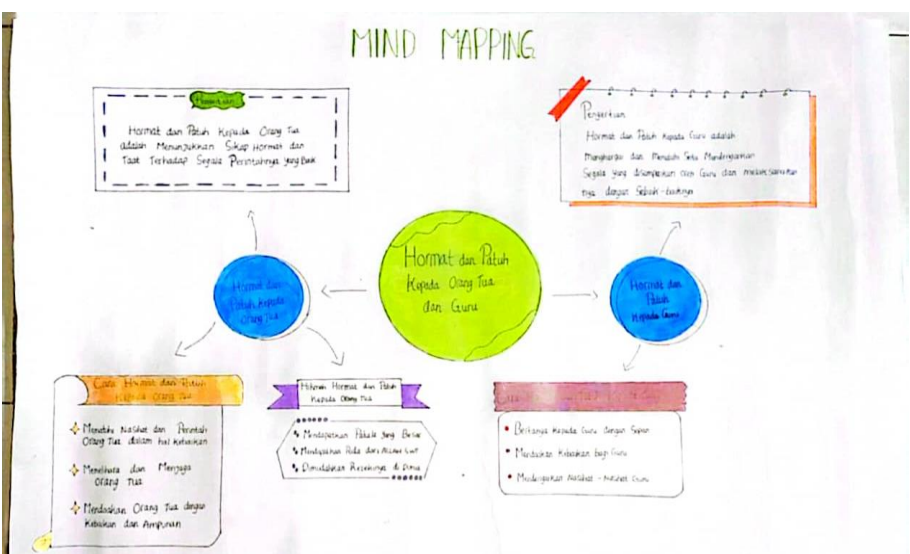 MIND MAPPING
Pengertian
Hormat dan Patuh Kepada Orang Tua
adalah Menunjukkan Sikap Hormat dan
Taat Terhadap Segala Perintahnya yang Baik
Pengertian
Hormat dan Patuh Kepada Guru adalah
Menghargai dan Mematuhi Serta Mendengarkan
Segala yang disampaikan oleh Guru dan melaksanakan
nya dengan Sebaik-baiknya
Hormat dan Patuh
Kepada Orang Tua
dan Guru
Hormat dan
Patuh Kepada
Orang Tua
Hormat dan
Patuh
Kepada Guru
Cara Hormat dan Patuh
Kepada Orang Tua
Mematuhi Nasihat dan Perintah
Orang Tua dalam hal Kebaikan
Memelihara dan Menjaga
Orang Tua
Mendoakan Orang Tua dengan
Kebaikan dan Ampunan
Hikmah Hormat dan Patuh
Kepada Orang Tua
Mendapatkan Pahala yang Besar
Mendapatkan Rida dari Allah Swt
Dimudahkan Rezekinya di Dunia
Bertanya Kepada Guru dengan Sopan
Mendoakan Kebaikan bagi Guru
Mendengarkan Nasihat-Nasihat Guru